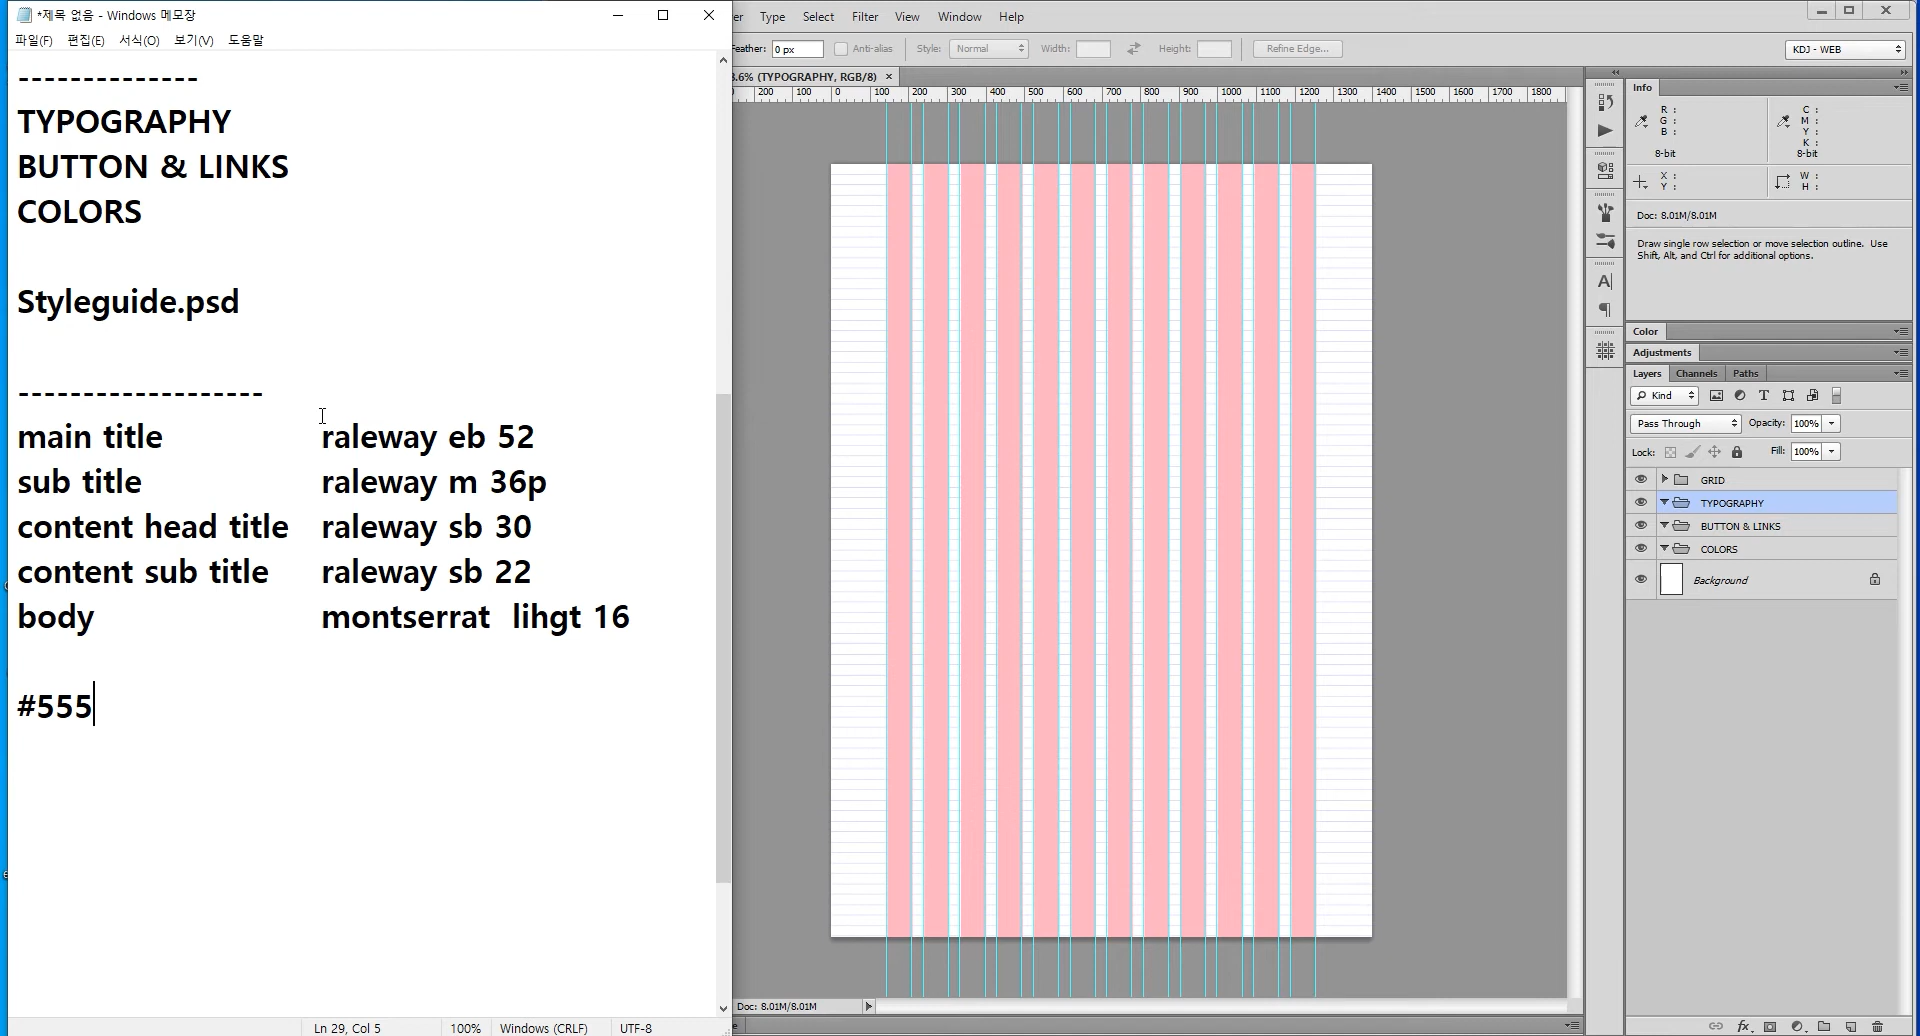 *제목 없음 - Windows 메모장
파일(F) 편집(E) 서식(O) 보기(V) 도움말
--------------
TYPOGRAPHY
BUTTON & LINKS
COLORS
Styleguide.psd
-------------------
main title raleway eb 52
sub title raleway m 36p
content head title raleway sb 30
content sub title raleway sb 22
body montserrat lihgt 16
#555
Ln 29, Col 5 100% Windows (CRLF) UTF-8
er Type Select Filter View Window Help
Feather: 0 px Anti-alias Style: Normal Width: Height: Refine Edge... KDJ - WEB
3.6% (TYPOGRAPHY, RGB/8) ×
200 100 0 100 200 300 400 500 600 700 800 900 1000 1100 1200 1300 1400 1500 1600 1700 1800
Doc: 8.01M/8.01M
Info
R : C :
G : M :
B : Y :
K :
8-bit 8-bit
X : W :
Y : H :
Doc: 8.01M/8.01M
Draw single row selection or move selection outline. Use
Shift, Alt, and Ctrl for additional options.
Color
Adjustments
Layers Channels Paths
Kind
Pass Through Opacity: 100%
Lock: Fill: 100%
GRID
TYPOGRAPHY
BUTTON & LINKS
COLORS
Background
fx